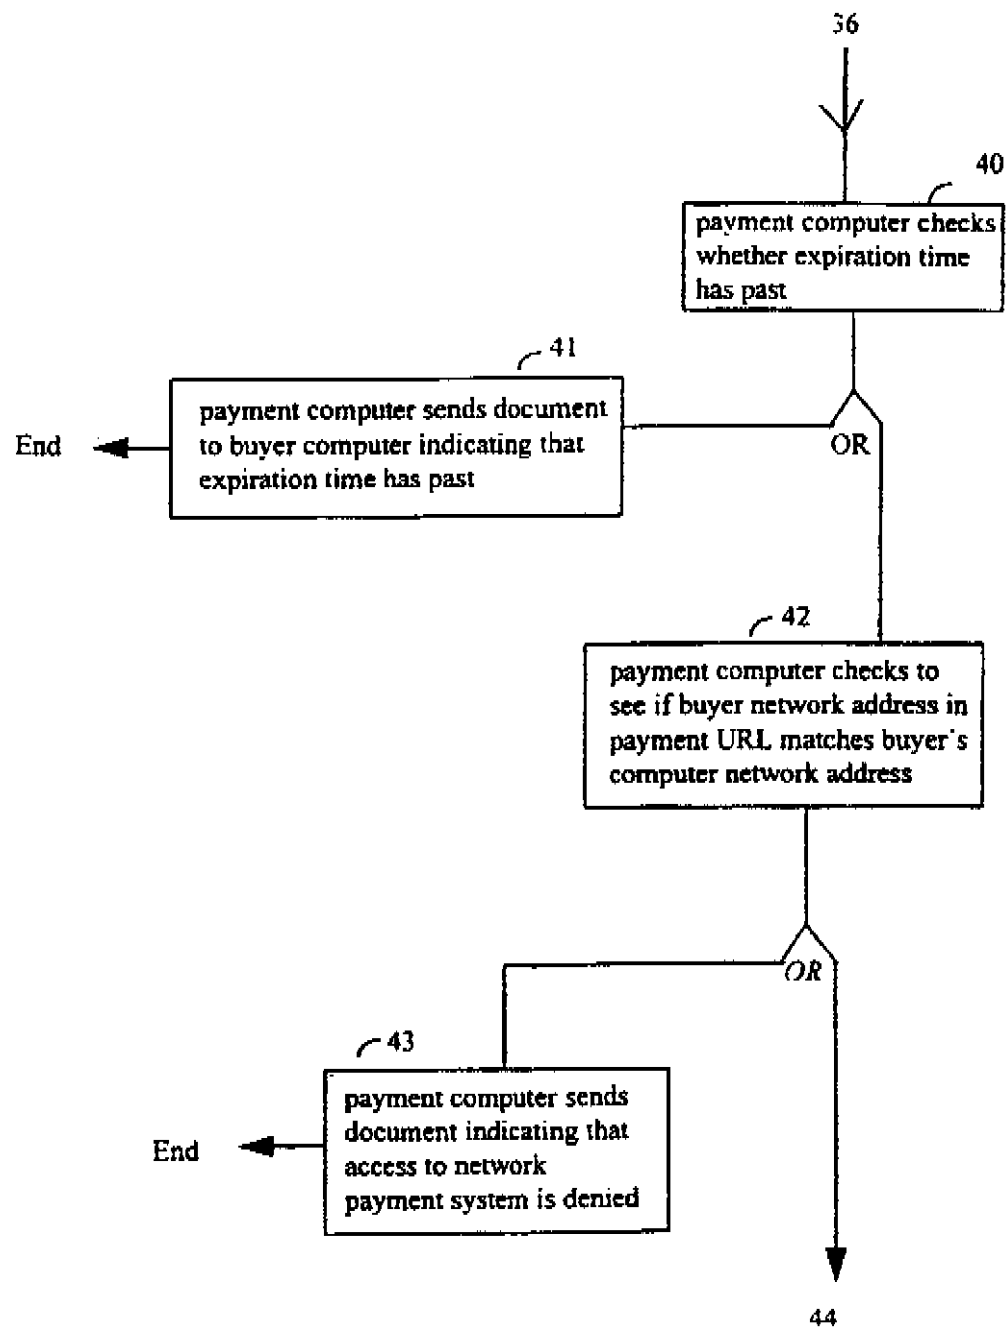 36
40
payment computer checks
whether expiration time
has past
41
payment computer sends document
to buyer computer indicating that
expiration time has past
End
OR
42
payment computer checks to
see if buyer network address in
payment URL matches buyer's
computer network address
OR
43
payment computer sends
document indicating that
access to network
payment system is denied
End
44